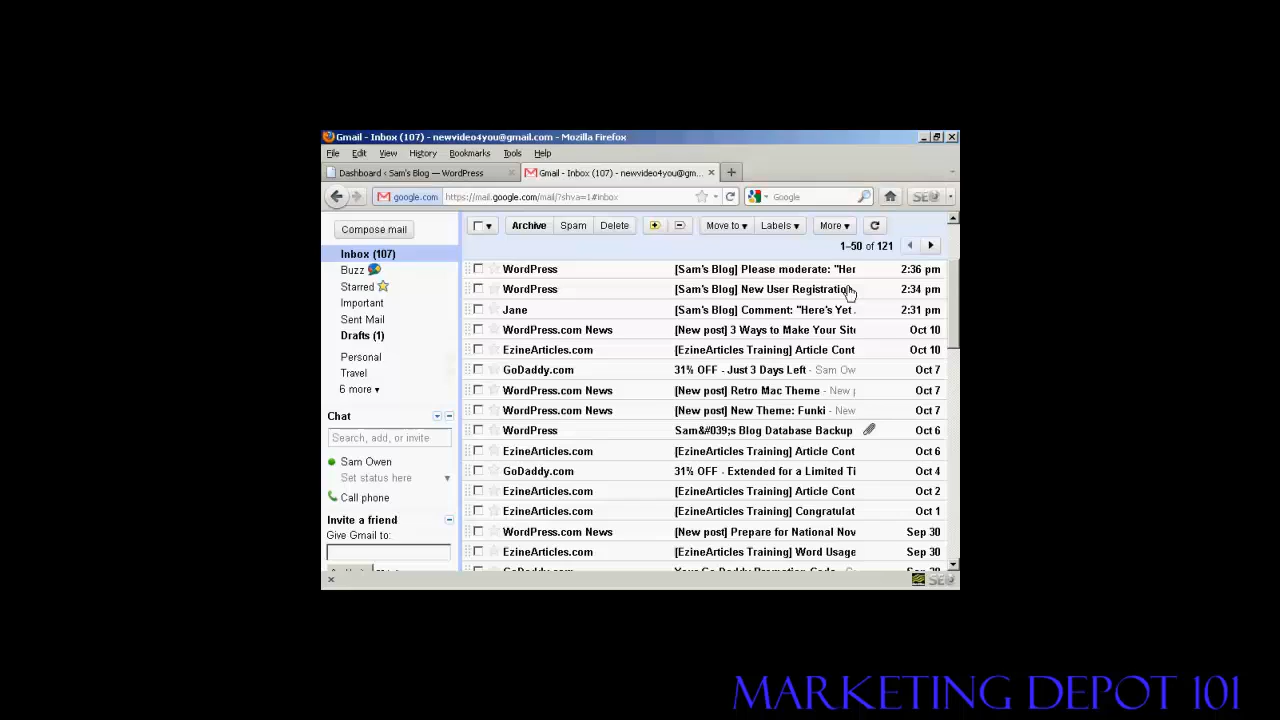 Gmail - Inbox (107) - newvideo4you@gmail.com - Mozilla Firefox
File Edit View History Bookmarks Tools Help
Dashboard ‹ Sam's Blog — WordPress
Gmail - Inbox (107) - newvideo4you@gm...
google.com https://mail.google.com/mail/?shva=1#inbox
Google
Compose mail
Inbox (107)
Buzz
Starred
Important
Sent Mail
Drafts (1)
Personal
Travel
6 more ▾
Chat
Search, add, or invite
Sam Owen
Set status here
Call phone
Invite a friend
Give Gmail to:
Archive Spam Delete Move to ▾ Labels ▾ More ▾
1–50 of 121
WordPress [Sam's Blog] Please moderate: "Her 2:36 pm
WordPress [Sam's Blog] New User Registration 2:34 pm
Jane [Sam's Blog] Comment: "Here's Yet 2:31 pm
WordPress.com News [New post] 3 Ways to Make Your Site Oct 10
EzineArticles.com [EzineArticles Training] Article Cont Oct 10
GoDaddy.com 31% OFF - Just 3 Days Left - Sam Ow Oct 7
WordPress.com News [New post] Retro Mac Theme - New Oct 7
WordPress.com News [New post] New Theme: Funki - New Oct 7
WordPress Sam&#039;s Blog Database Backup Oct 6
EzineArticles.com [EzineArticles Training] Article Cont Oct 6
GoDaddy.com 31% OFF - Extended for a Limited Ti Oct 4
EzineArticles.com [EzineArticles Training] Article Cont Oct 2
EzineArticles.com [EzineArticles Training] Congratulat Oct 1
WordPress.com News [New post] Prepare for National Nov Sep 30
EzineArticles.com [EzineArticles Training] Word Usage Sep 30
MARKETING DEPOT 101